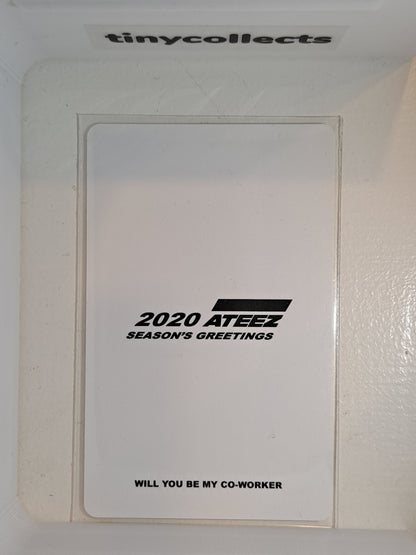 tinycollects
2020 ATEEZ
SEASON'S GREETINGS
WILL YOU BE MY CO-WORKER